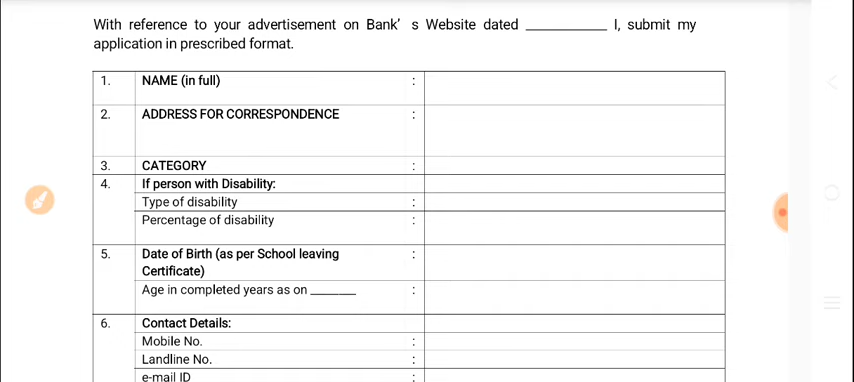 With reference to your advertisement on Bank’ s Website dated __________ I, submit my
application in prescribed format.
1. NAME (in full) :
2. ADDRESS FOR CORRESPONDENCE :
3. CATEGORY :
4. If person with Disability:
Type of disability :
Percentage of disability :
5. Date of Birth (as per School leaving :
Certificate)
Age in completed years as on _______ :
6. Contact Details:
Mobile No. :
Landline No. :
e-mail ID :